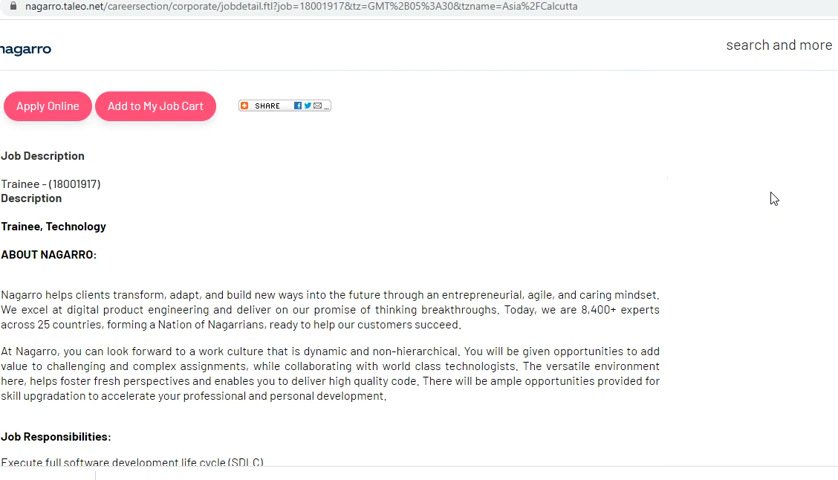 nagarro.taleo.net/careersection/corporate/jobdetail.ftl?job=18001917&tz=GMT%2B05%3A30&tzname=Asia%2FCalcutta
nagarro
search and more
Apply Online
Add to My Job Cart
SHARE
Job Description
Trainee - (18001917)
Description
Trainee, Technology
ABOUT NAGARRO:
Nagarro helps clients transform, adapt, and build new ways into the future through an entrepreneurial, agile, and caring mindset.
We excel at digital product engineering and deliver on our promise of thinking breakthroughs. Today, we are 8,400+ experts
across 25 countries, forming a Nation of Nagarrians, ready to help our customers succeed.
At Nagarro, you can look forward to a work culture that is dynamic and non-hierarchical. You will be given opportunities to add
value to challenging and complex assignments, while collaborating with world class technologists. The versatile environment
here, helps foster fresh perspectives and enables you to deliver high quality code. There will be ample opportunities provided for
skill upgradation to accelerate your professional and personal development.
Job Responsibilities:
Execute full software development life cycle (SDLC)